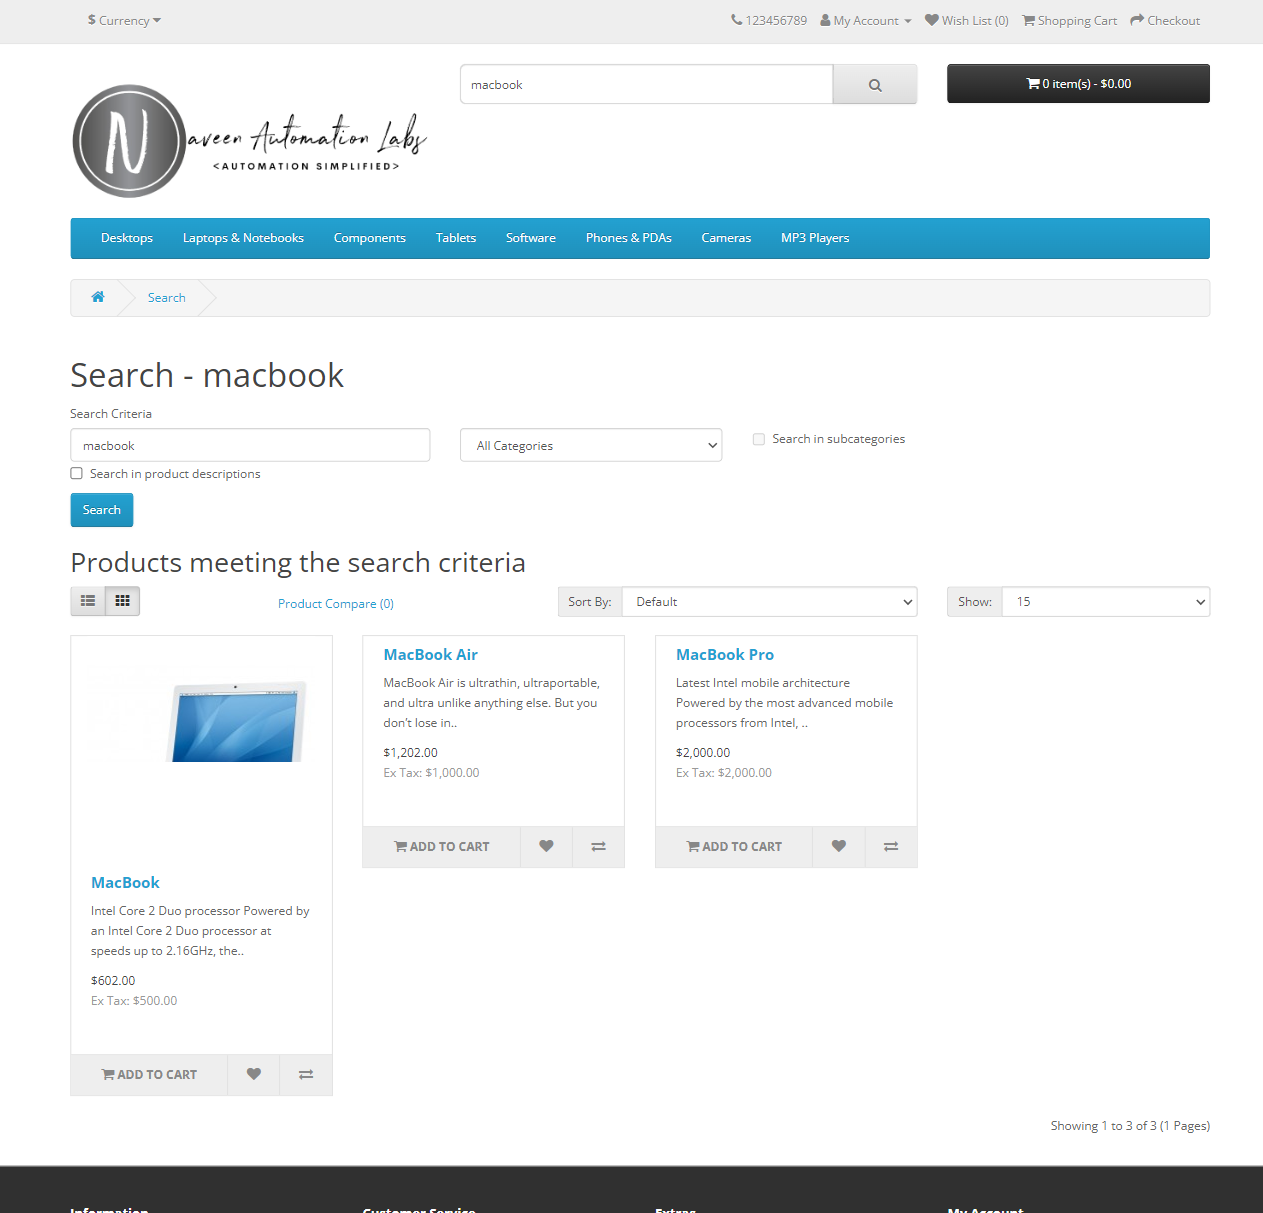 $ Currency
123456789 My Account Wish List (0) Shopping Cart Checkout
N
aveen Automation Labs
<AUTOMATION SIMPLIFIED>
macbook
0 item(s) - $0.00
Desktops Laptops & Notebooks Components Tablets Software Phones & PDAs Cameras MP3 Players
Search
Search - macbook
Search Criteria
macbook
All Categories
Search in subcategories
Search in product descriptions
Search
Products meeting the search criteria
Product Compare (0)
Sort By: Default
Show: 15
MacBook
Intel Core 2 Duo processor Powered by
an Intel Core 2 Duo processor at
speeds up to 2.16GHz, the..
$602.00
Ex Tax: $500.00
ADD TO CART
MacBook Air
MacBook Air is ultrathin, ultraportable,
and ultra unlike anything else. But you
don’t lose in..
$1,202.00
Ex Tax: $1,000.00
ADD TO CART
MacBook Pro
Latest Intel mobile architecture
Powered by the most advanced mobile
processors from Intel, ..
$2,000.00
Ex Tax: $2,000.00
ADD TO CART
Showing 1 to 3 of 3 (1 Pages)
Information Customer Service Extras My Account